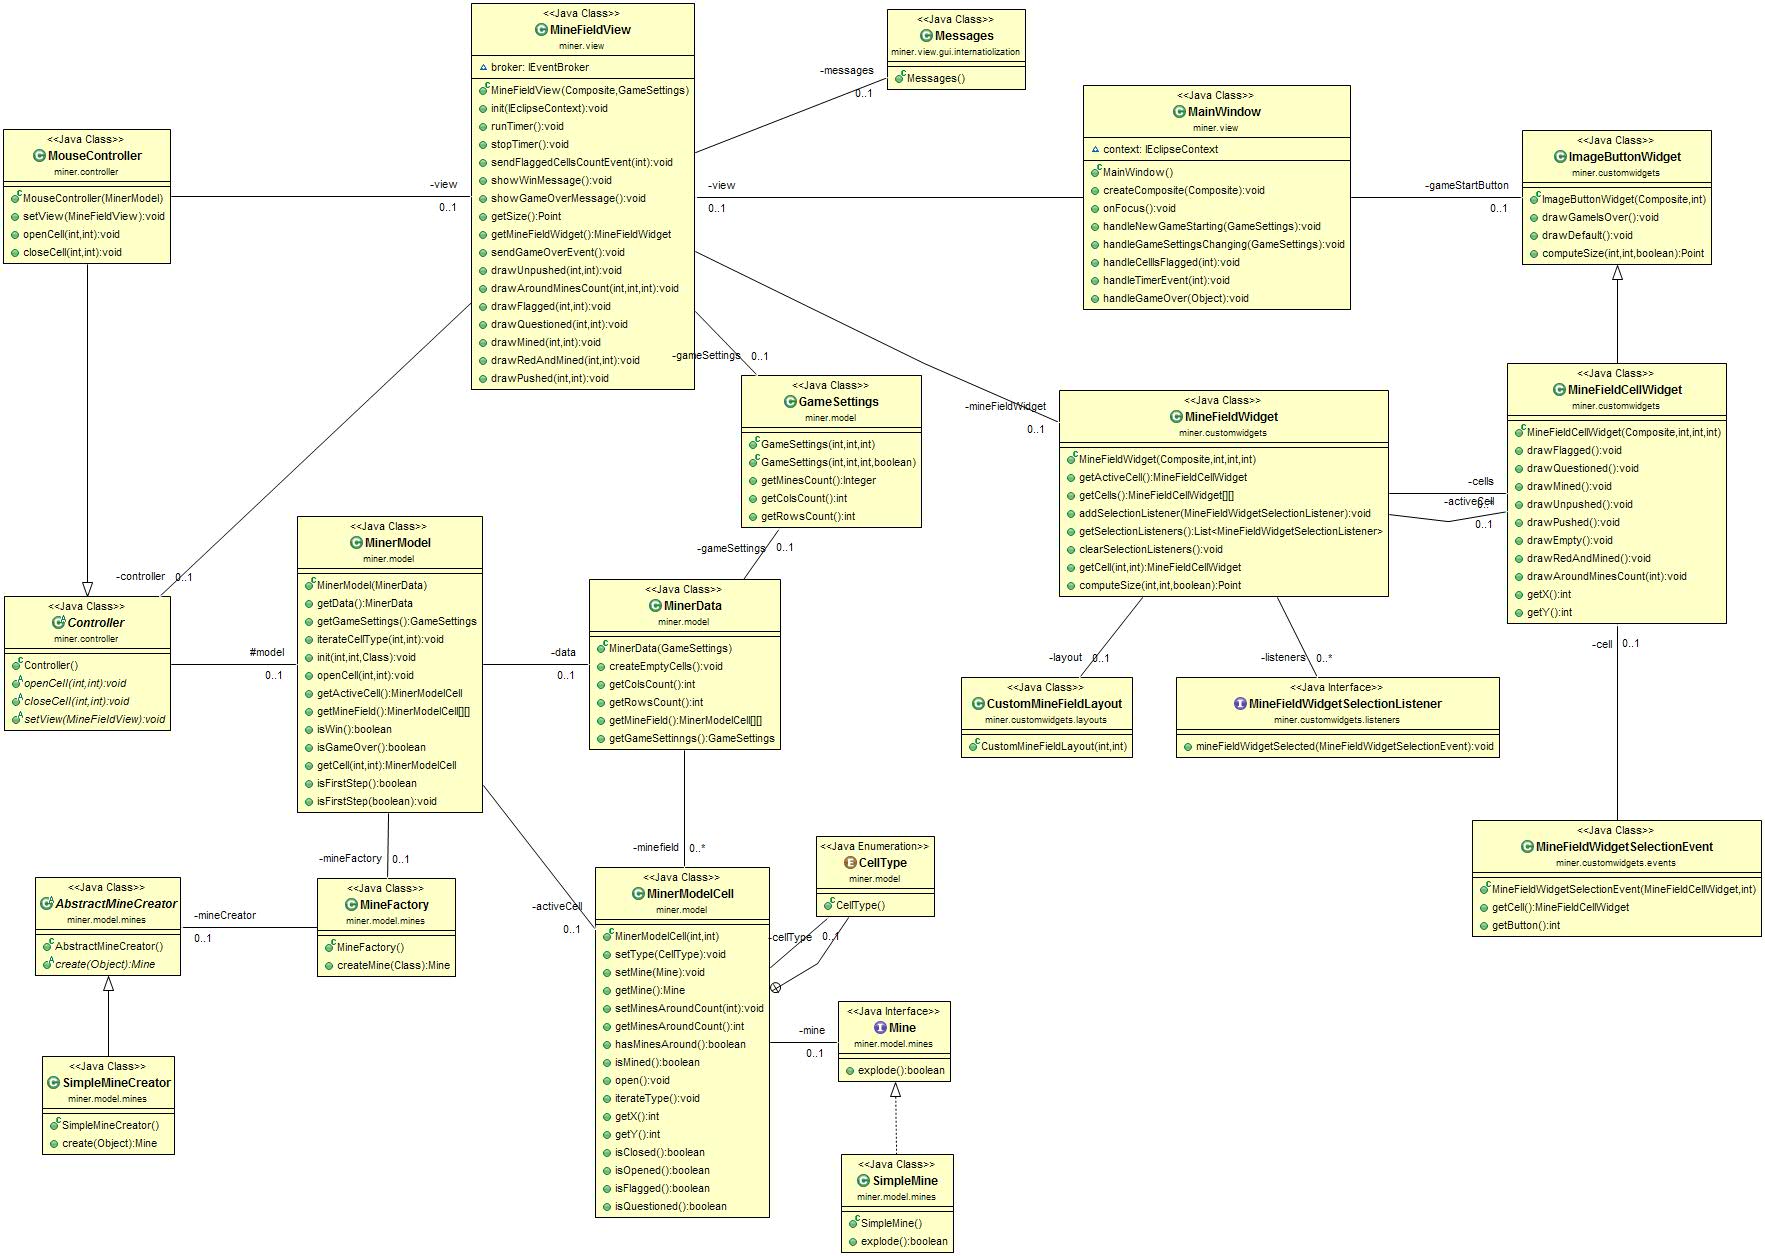 <<Java Class>>
MineFieldView
miner.view
broker: IEventBroker
MineFieldView(Composite,GameSettings)
init(IEclipseContext):void
runTimer():void
stopTimer():void
sendFlaggedCellsCountEvent(int):void
showWinMessage():void
showGameOverMessage():void
getSize():Point
getMineFieldWidget():MineFieldWidget
sendGameOverEvent():void
drawUnpushed(int,int):void
drawAroundMinesCount(int,int,int):void
drawFlagged(int,int):void
drawQuestioned(int,int):void
drawMined(int,int):void
drawRedAndMined(int,int):void
drawPushed(int,int):void
<<Java Class>>
Messages
miner.view.gui.internatiolization
Messages()
-messages
0..1
<<Java Class>>
MainWindow
miner.view
context: IEclipseContext
MainWindow()
createComposite(Composite):void
onFocus():void
handleNewGameStarting(GameSettings):void
handleGameSettingsChanging(GameSettings):void
handleCelllsFlagged(int):void
handleTimerEvent(int):void
handleGameOver(Object):void
<<Java Class>>
MouseController
miner.controller
MouseController(MinerModel)
setView(MineFieldView):void
openCell(int,int):void
closeCell(int,int):void
-view
0..1
-view
0..1
-gameStartButton
0..1
<<Java Class>>
ImageButtonWidget
miner.customwidgets
ImageButtonWidget(Composite,int)
drawGameIsOver():void
drawDefault():void
computeSize(int,int,boolean):Point
-gameSettings
0..1
<<Java Class>>
GameSettings
miner.model
GameSettings(int,int,int)
GameSettings(int,int,int,boolean)
getMinesCount():Integer
getColsCount():int
getRowsCount():int
-mineFieldWidget
0..1
<<Java Class>>
MineFieldWidget
miner.customwidgets
MineFieldWidget(Composite,int,int,int)
getActiveCell():MineFieldCellWidget
getCells():MineFieldCellWidget[][]
addSelectionListener(MineFieldWidgetSelectionListener):void
getSelectionListeners():List<MineFieldWidgetSelectionListener>
clearSelectionListeners():void
getCell(int,int):MineFieldCellWidget
computeSize(int,int,boolean):Point
-cells
-activeCell
0..1
<<Java Class>>
MineFieldCellWidget
miner.customwidgets
MineFieldCellWidget(Composite,int,int,int)
drawFlagged():void
drawQuestioned():void
drawMined():void
drawUnpushed():void
drawPushed():void
drawEmpty():void
drawRedAndMined():void
drawAroundMinesCount(int):void
getX():int
getY():int
-controller
0..1
<<Java Class>>
Controller
miner.controller
Controller()
openCell(int,int):void
closeCell(int,int):void
setView(MineFieldView):void
#model
0..1
<<Java Class>>
MinerModel
miner.model
MinerModel(MinerData)
getData():MinerData
getGameSettings():GameSettings
iterateCellType(int,int):void
init(int,int,Class):void
openCell(int,int):void
getActiveCell():MinerModelCell
getMineField():MinerModelCell[][]
isWin():boolean
isGameOver():boolean
getCell(int,int):MinerModelCell
isFirstStep():boolean
isFirstStep(boolean):void
-gameSettings
0..1
-data
0..1
<<Java Class>>
MinerData
miner.model
MinerData(GameSettings)
createEmptyCells():void
getColsCount():int
getRowsCount():int
getMineField():MinerModelCell[][]
getGameSettinngs():GameSettings
-layout
0..1
<<Java Class>>
CustomMineFieldLayout
miner.customwidgets.layouts
CustomMineFieldLayout(int,int)
-listeners
0..*
<<Java Interface>>
MineFieldWidgetSelectionListener
miner.customwidgets.listeners
mineFieldWidgetSelected(MineFieldWidgetSelectionEvent):void
-cell
0..1
<<Java Class>>
MineFieldWidgetSelectionEvent
miner.customwidgets.events
MineFieldWidgetSelectionEvent(MineFieldCellWidget,int)
getCell():MineFieldCellWidget
getButton():int
-mineFactory
0..1
<<Java Class>>
AbstractMineCreator
miner.model.mines
AbstractMineCreator()
create(Object):Mine
-mineCreator
0..1
<<Java Class>>
MineFactory
miner.model.mines
MineFactory()
createMine(Class):Mine
-activeCell
0..1
-minefield
0..*
<<Java Class>>
MinerModelCell
miner.model
MinerModelCell(int,int)
setType(CellType):void
setMine(Mine):void
getMine():Mine
setMinesAroundCount(int):void
getMinesAroundCount():int
hasMinesAround():boolean
isMined():boolean
open():void
iterateType():void
getX():int
getY():int
isClosed():boolean
isOpened():boolean
isFlagged():boolean
isQuestioned():boolean
<<Java Enumeration>>
CellType
miner.model
CellType()
-cellType
0..1
-mine
0..1
<<Java Interface>>
Mine
miner.model.mines
explode():boolean
<<Java Class>>
SimpleMineCreator
miner.model.mines
SimpleMineCreator()
create(Object):Mine
<<Java Class>>
SimpleMine
miner.model.mines
SimpleMine()
explode():boolean